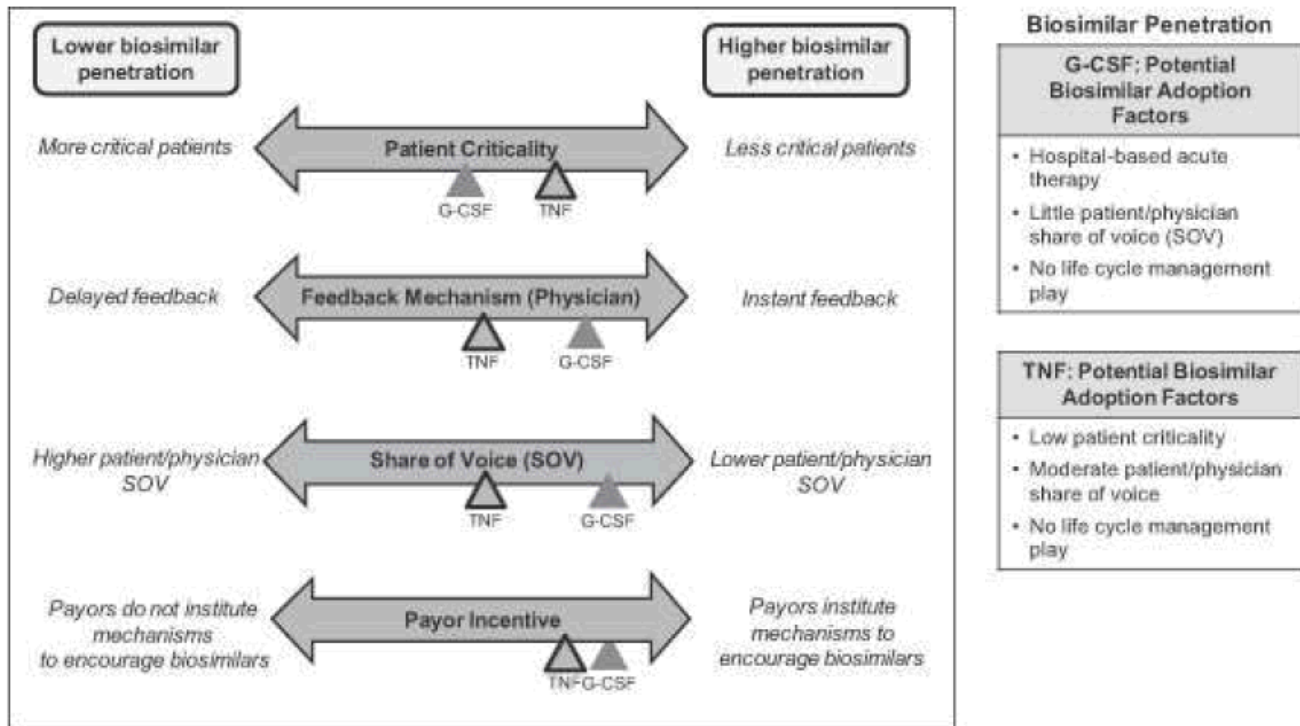 Lower biosimilar
penetration
Higher biosimilar
penetration
More critical patients
Patient Criticality
Less critical patients
G-CSF
TNF
Delayed feedback
Feedback Mechanism (Physician)
Instant feedback
TNF
G-CSF
Higher patient/physician
SOV
Share of Voice (SOV)
Lower patient/physician
SOV
TNF
G-CSF
Payors do not institute
mechanisms
to encourage biosimilars
Payor Incentive
Payors institute
mechanisms to
encourage biosimilars
TNF
G-CSF
Biosimilar Penetration
G-CSF: Potential
Biosimilar Adoption
Factors
• Hospital-based acute
therapy
• Little patient/physician
share of voice (SOV)
• No life cycle management
play
TNF: Potential Biosimilar
Adoption Factors
• Low patient criticality
• Moderate patient/physician
share of voice
• No life cycle management
play